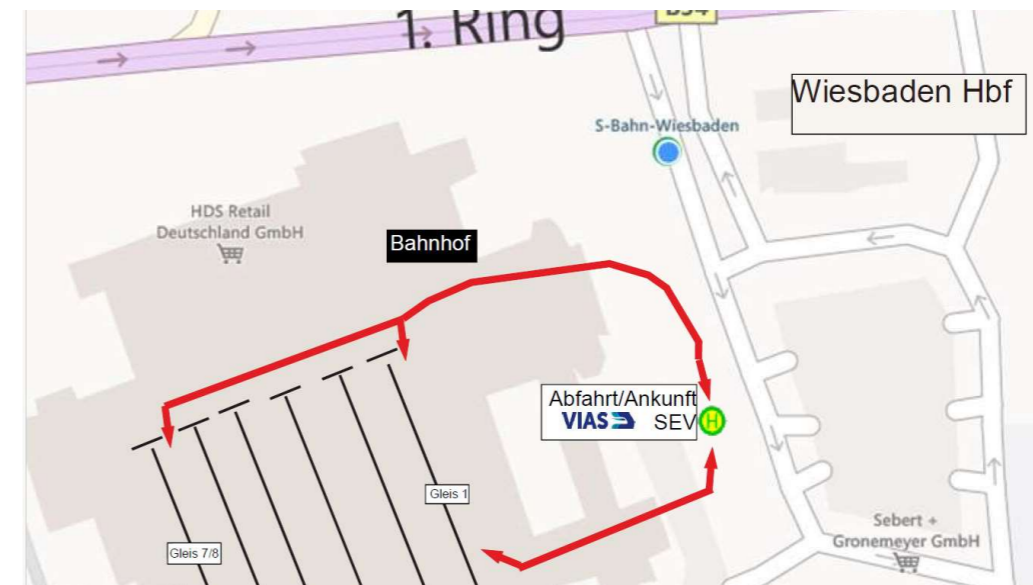 1. Ring
B54
Wiesbaden Hbf
S-Bahn-Wiesbaden
HDS Retail
Deutschland GmbH
Bahnhof
Abfahrt/Ankunft
VIAS SEV
H
Gleis 1
Gleis 7/8
Sebert +
Gronemeyer GmbH